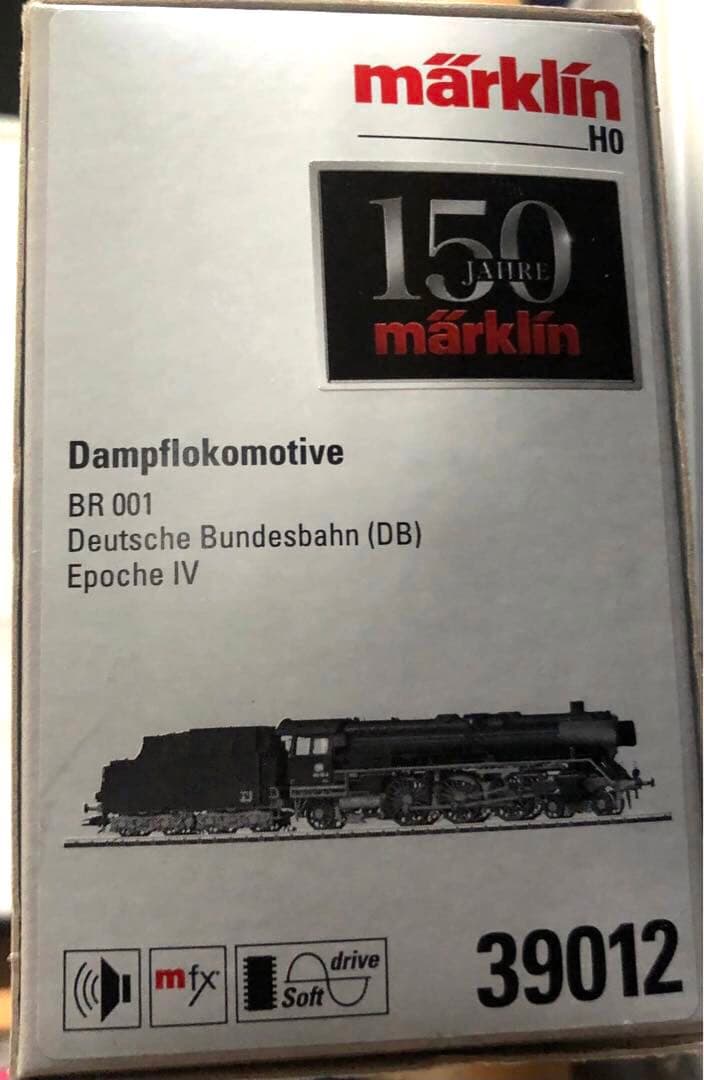 märklin
H0
150
JAHRE
märklin
Dampflokomotive
BR 001
Deutsche Bundesbahn (DB)
Epoche IV
mfx
drive
Soft
39012